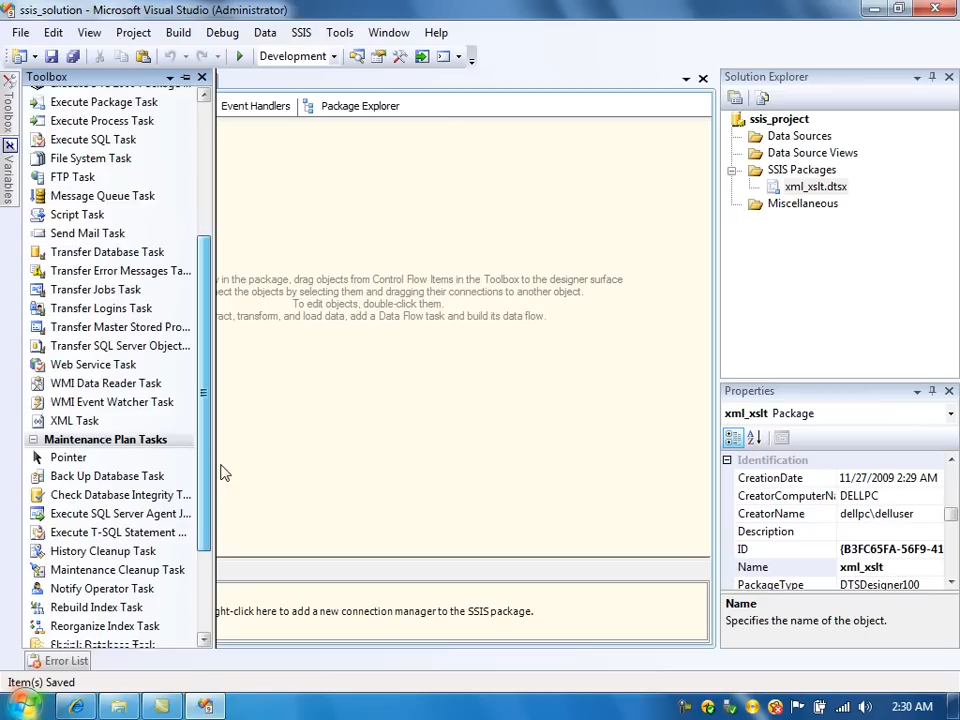 ssis_solution - Microsoft Visual Studio (Administrator)
File Edit View Project Build Debug Data SSIS Tools Window Help
Development
Toolbox
Variables
Toolbox
Execute Package Task
Execute Process Task
Execute SQL Task
File System Task
FTP Task
Message Queue Task
Script Task
Send Mail Task
Transfer Database Task
Transfer Error Messages Ta...
Transfer Jobs Task
Transfer Logins Task
Transfer Master Stored Pro...
Transfer SQL Server Object...
Web Service Task
WMI Data Reader Task
WMI Event Watcher Task
XML Task
Maintenance Plan Tasks
Pointer
Back Up Database Task
Check Database Integrity T...
Execute SQL Server Agent J...
Execute T-SQL Statement ...
History Cleanup Task
Maintenance Cleanup Task
Notify Operator Task
Rebuild Index Task
Reorganize Index Task
Shrink Database Task
Event Handlers
Package Explorer
in the package, drag objects from Control Flow Items in the Toolbox to the designer surface
ect the objects by selecting them and dragging their connections to another object.
To edit objects, double-click them.
ract, transform, and load data, add a Data Flow task and build its data flow.
ght-click here to add a new connection manager to the SSIS package.
Solution Explorer
ssis_project
Data Sources
Data Source Views
SSIS Packages
xml_xslt.dtsx
Miscellaneous
Properties
xml_xslt Package
Identification
CreationDate 11/27/2009 2:29 AM
CreatorComputerNa DELLPC
CreatorName dellpc\delluser
Description
ID {B3FC65FA-56F9-41
Name xml_xslt
PackageType DTSDesigner100
Name
Specifies the name of the object.
Error List
Item(s) Saved
2:30 AM